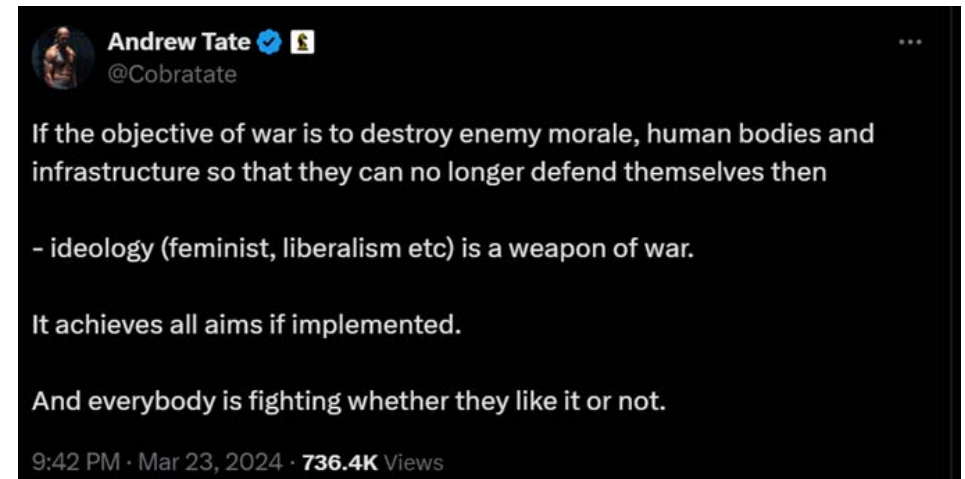 Andrew Tate
@Cobratate
If the objective of war is to destroy enemy morale, human bodies and
infrastructure so that they can no longer defend themselves then
- ideology (feminist, liberalism etc) is a weapon of war.
It achieves all aims if implemented.
And everybody is fighting whether they like it or not.
9:42 PM · Mar 23, 2024 · 736.4K Views